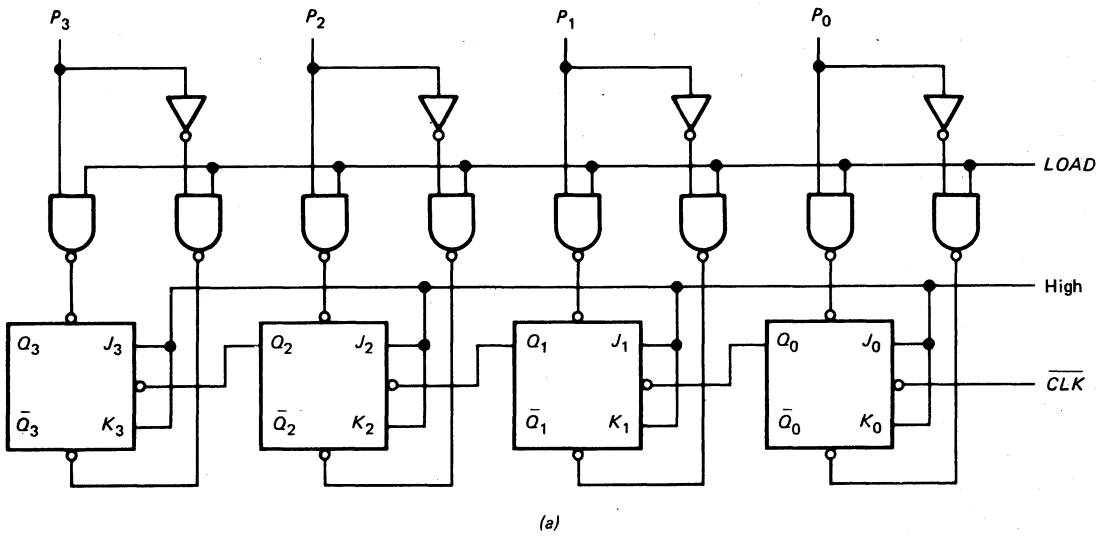 P₃ P₂ P₁ P₀
LOAD
High
Q₃ J₃ Q₂ J₂ Q₁ J₁ Q₀ J₀
C̅L̅K̅
Q̅₃ K₃ Q̅₂ K₂ Q̅₁ K₁ Q̅₀ K₀
(a)